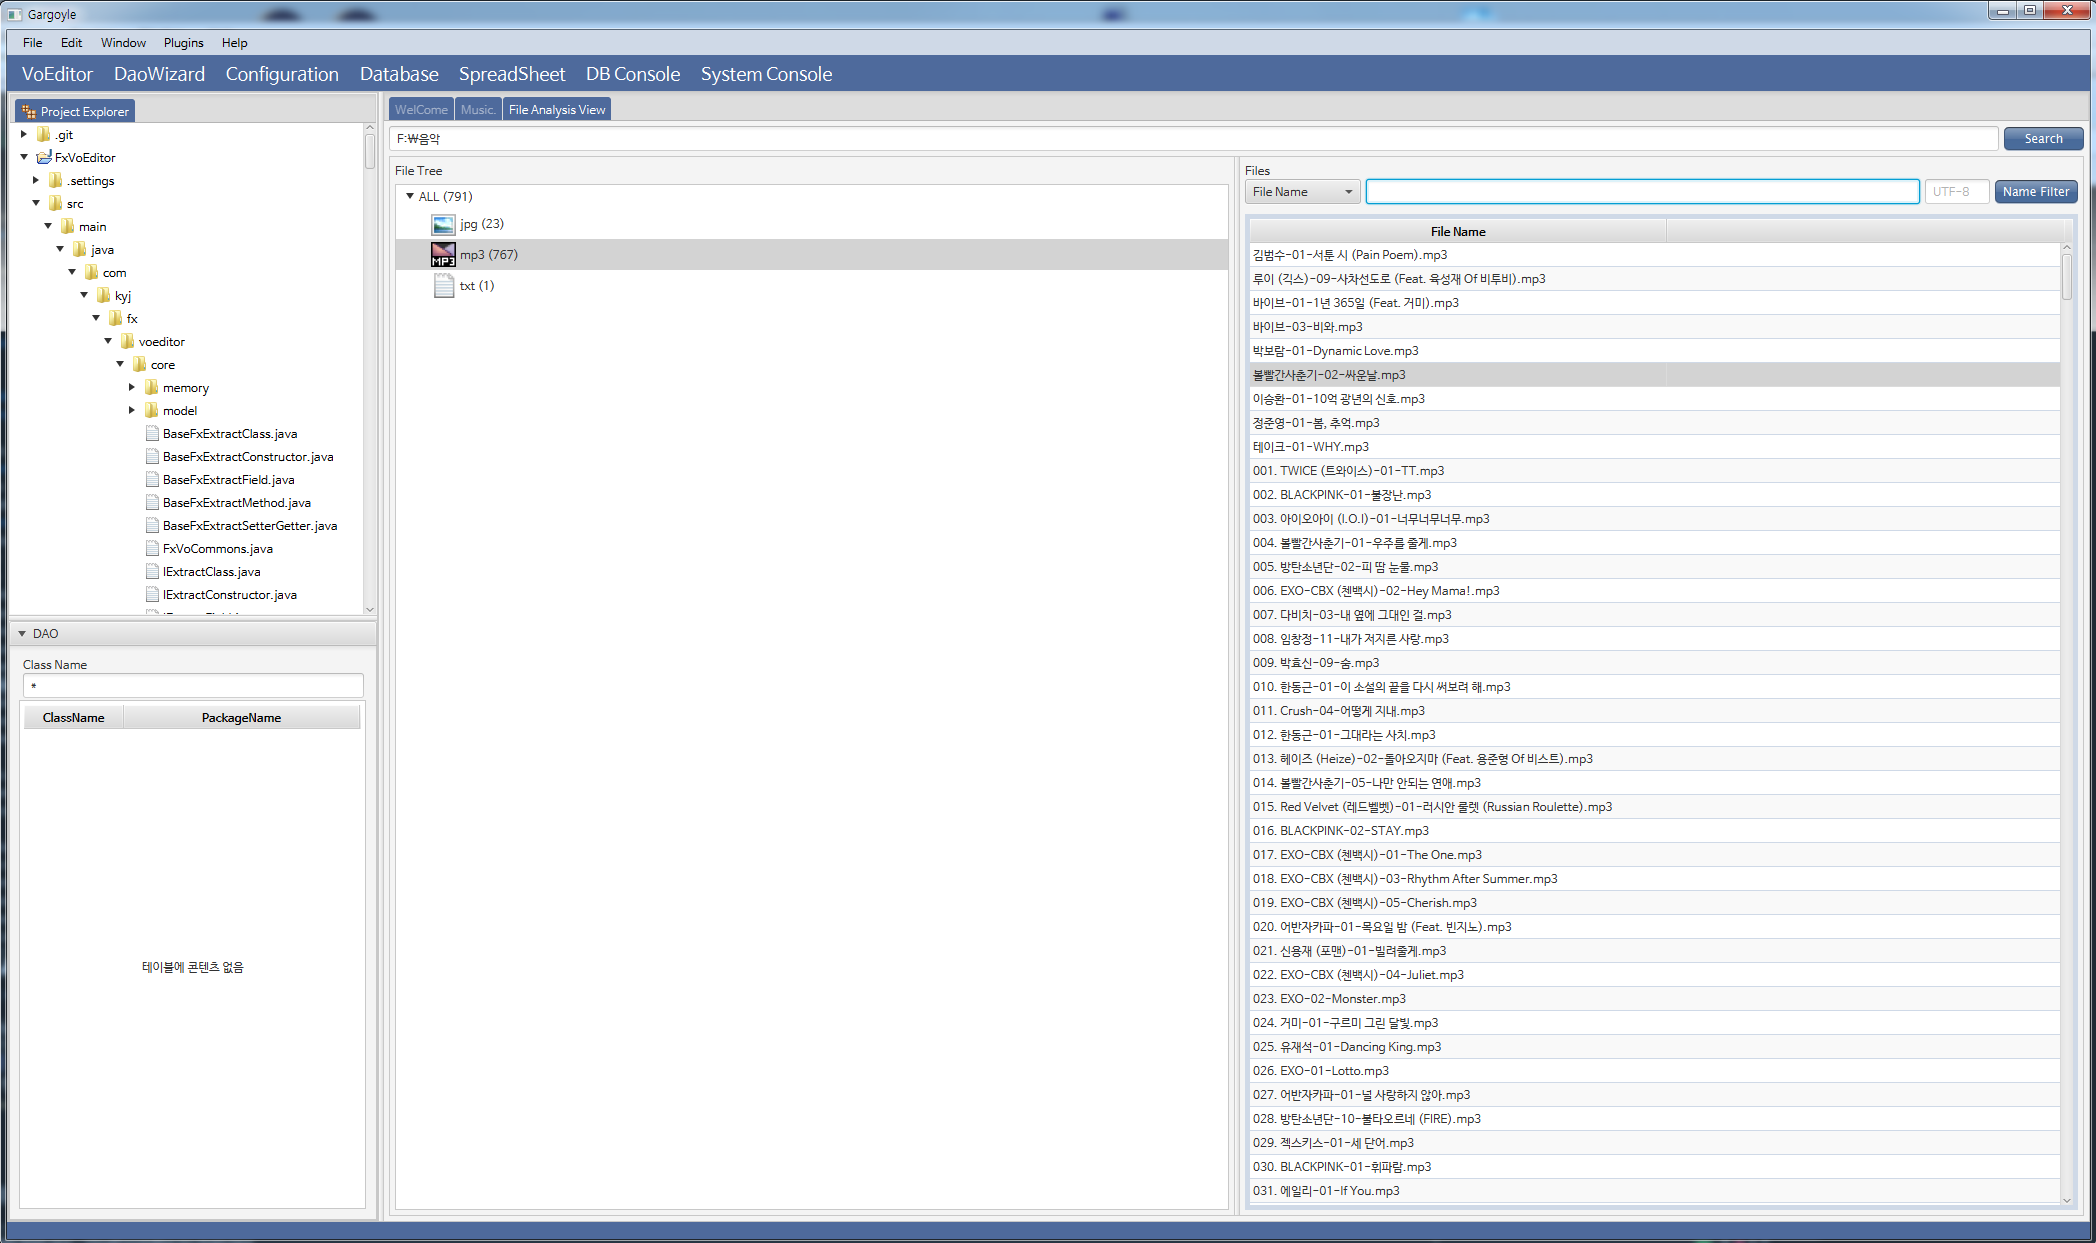 Gargoyle
File Edit Window Plugins Help
VoEditor DaoWizard Configuration Database SpreadSheet DB Console System Console
Project Explorer
.git
FxVoEditor
.settings
src
main
java
com
kyj
fx
voeditor
core
memory
model
BaseFxExtractClass.java
BaseFxExtractConstructor.java
BaseFxExtractField.java
BaseFxExtractMethod.java
BaseFxExtractSetterGetter.java
FxVoCommons.java
IExtractClass.java
IExtractConstructor.java
DAO
Class Name
*
ClassName PackageName
테이블에 콘텐츠 없음
WelCome Music. File Analysis View
F:₩음악
Search
File Tree
ALL (791)
jpg (23)
MP3 mp3 (767)
txt (1)
Files
File Name UTF-8 Name Filter
File Name
김범수-01-서툰 시 (Pain Poem).mp3
루이 (긱스)-09-사차선도로 (Feat. 육성재 Of 비투비).mp3
바이브-01-1년 365일 (Feat. 거미).mp3
바이브-03-비와.mp3
박보람-01-Dynamic Love.mp3
볼빨간사춘기-02-싸운날.mp3
이승환-01-10억 광년의 신호.mp3
정준영-01-봄, 추억.mp3
테이크-01-WHY.mp3
001. TWICE (트와이스)-01-TT.mp3
002. BLACKPINK-01-불장난.mp3
003. 아이오아이 (I.O.I)-01-너무너무너무.mp3
004. 볼빨간사춘기-01-우주를 줄게.mp3
005. 방탄소년단-02-피 땀 눈물.mp3
006. EXO-CBX (첸백시)-02-Hey Mama!.mp3
007. 다비치-03-내 옆에 그대인 걸.mp3
008. 임창정-11-내가 저지른 사랑.mp3
009. 박효신-09-숨.mp3
010. 한동근-01-이 소설의 끝을 다시 써보려 해.mp3
011. Crush-04-어떻게 지내.mp3
012. 한동근-01-그대라는 사치.mp3
013. 헤이즈 (Heize)-02-돌아오지마 (Feat. 용준형 Of 비스트).mp3
014. 볼빨간사춘기-05-나만 안되는 연애.mp3
015. Red Velvet (레드벨벳)-01-러시안 룰렛 (Russian Roulette).mp3
016. BLACKPINK-02-STAY.mp3
017. EXO-CBX (첸백시)-01-The One.mp3
018. EXO-CBX (첸백시)-03-Rhythm After Summer.mp3
019. EXO-CBX (첸백시)-05-Cherish.mp3
020. 어반자카파-01-목요일 밤 (Feat. 빈지노).mp3
021. 신용재 (포맨)-01-빌려줄게.mp3
022. EXO-CBX (첸백시)-04-Juliet.mp3
023. EXO-02-Monster.mp3
024. 거미-01-구르미 그린 달빛.mp3
025. 유재석-01-Dancing King.mp3
026. EXO-01-Lotto.mp3
027. 어반자카파-01-널 사랑하지 않아.mp3
028. 방탄소년단-10-불타오르네 (FIRE).mp3
029. 젝스키스-01-세 단어.mp3
030. BLACKPINK-01-휘파람.mp3
031. 에일리-01-If You.mp3